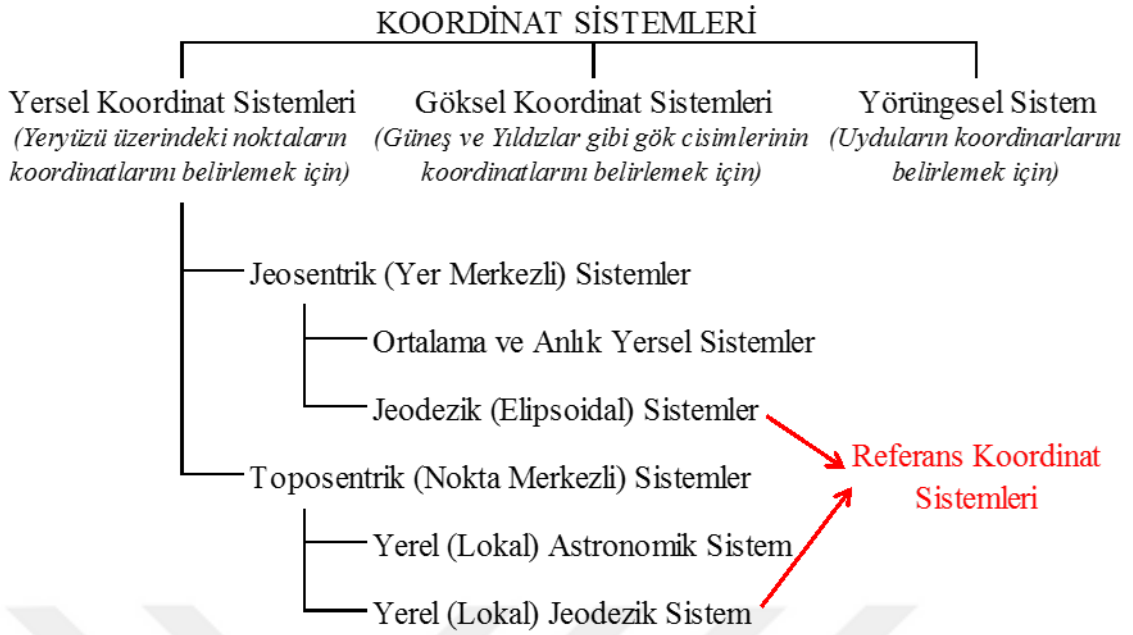 KOORDİNAT SİSTEMLERİ
Yersel Koordinat Sistemleri
(Yeryüzü üzerindeki noktaların
koordinatlarını belirlemek için)
Göksel Koordinat Sistemleri
(Güneş ve Yıldızlar gibi gök cisimlerinin
koordinatlarını belirlemek için)
Yörüngesel Sistem
(Uyduların koordinarlarını
belirlemek için)
Jeosentrik (Yer Merkezli) Sistemler
Ortalama ve Anlık Yersel Sistemler
Jeodezik (Elipsoidal) Sistemler
Toposentrik (Nokta Merkezli) Sistemler
Yerel (Lokal) Astronomik Sistem
Yerel (Lokal) Jeodezik Sistem
Referans Koordinat
Sistemleri